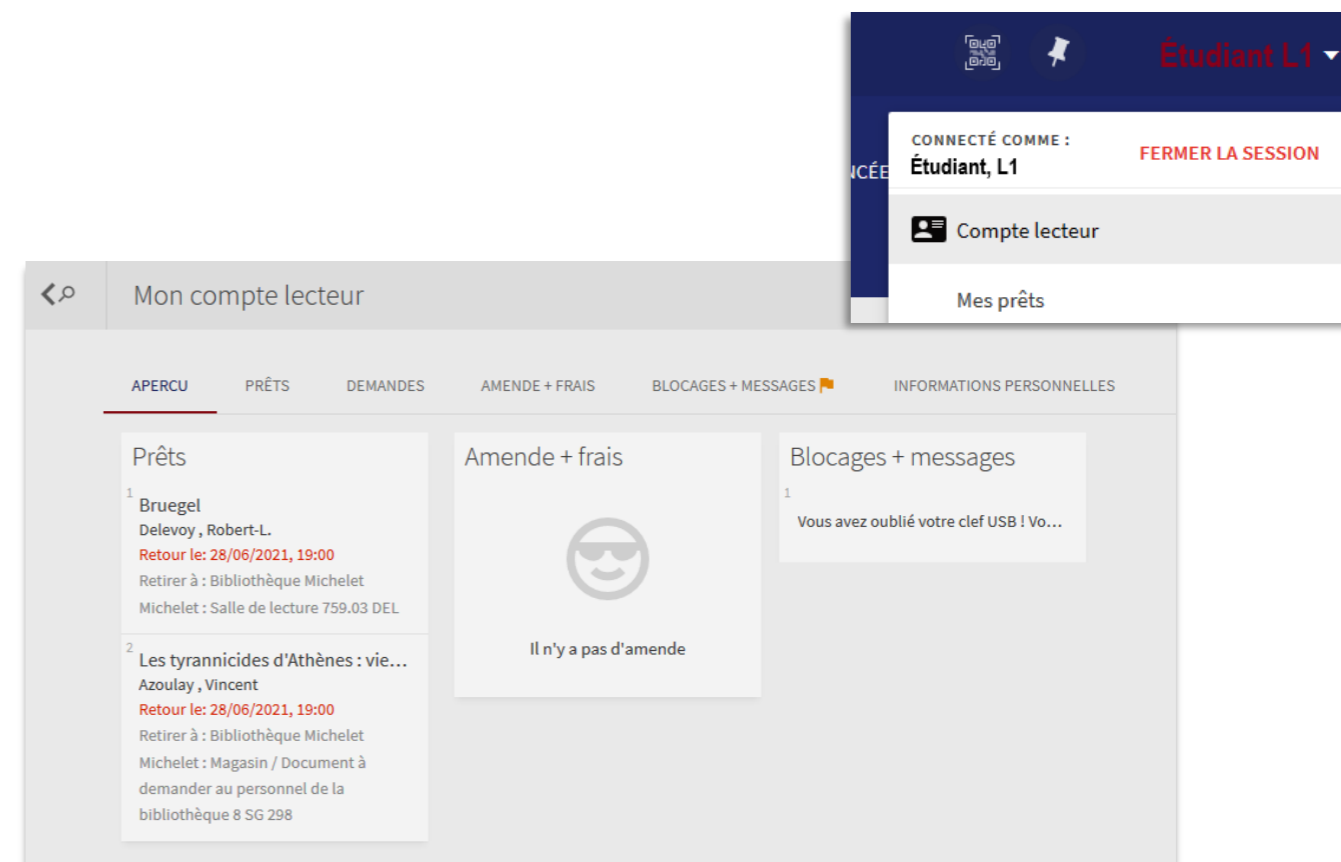 Étudiant L1
CONNECTÉ COMME :
FERMER LA SESSION
Étudiant, L1
NCÉE
Compte lecteur
Mes prêts
Mon compte lecteur
APERCU
PRÊTS
DEMANDES
AMENDE + FRAIS
BLOCAGES + MESSAGES
INFORMATIONS PERSONNELLES
Prêts
1
Bruegel
Delevoy , Robert-L.
Retour le: 28/06/2021, 19:00
Retirer à : Bibliothèque Michelet
Michelet : Salle de lecture 759.03 DEL
2
Les tyrannicides d'Athènes : vie...
Azoulay , Vincent
Retour le: 28/06/2021, 19:00
Retirer à : Bibliothèque Michelet
Michelet : Magasin / Document à
demander au personnel de la
bibliothèque 8 SG 298
Amende + frais
Il n'y a pas d'amende
Blocages + messages
1
Vous avez oublié votre clef USB ! Vo...